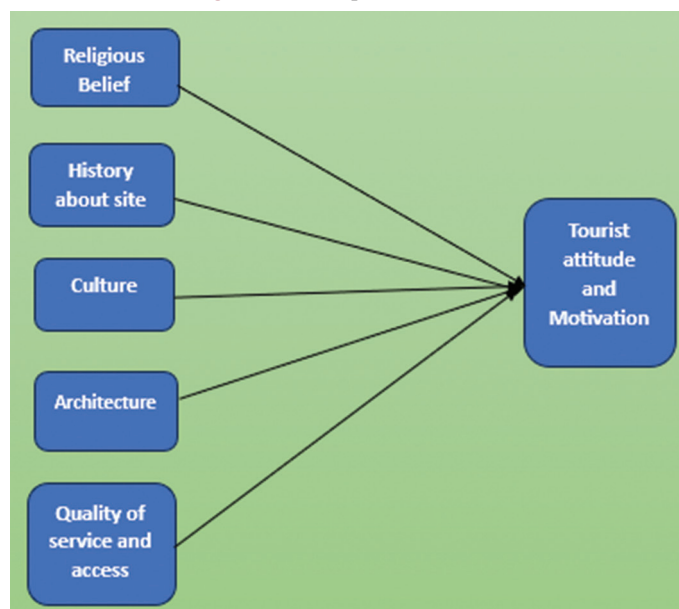 Religious
Belief
History
about site
Culture
Architecture
Quality of
service and
access
Tourist
attitude
and
Motivation